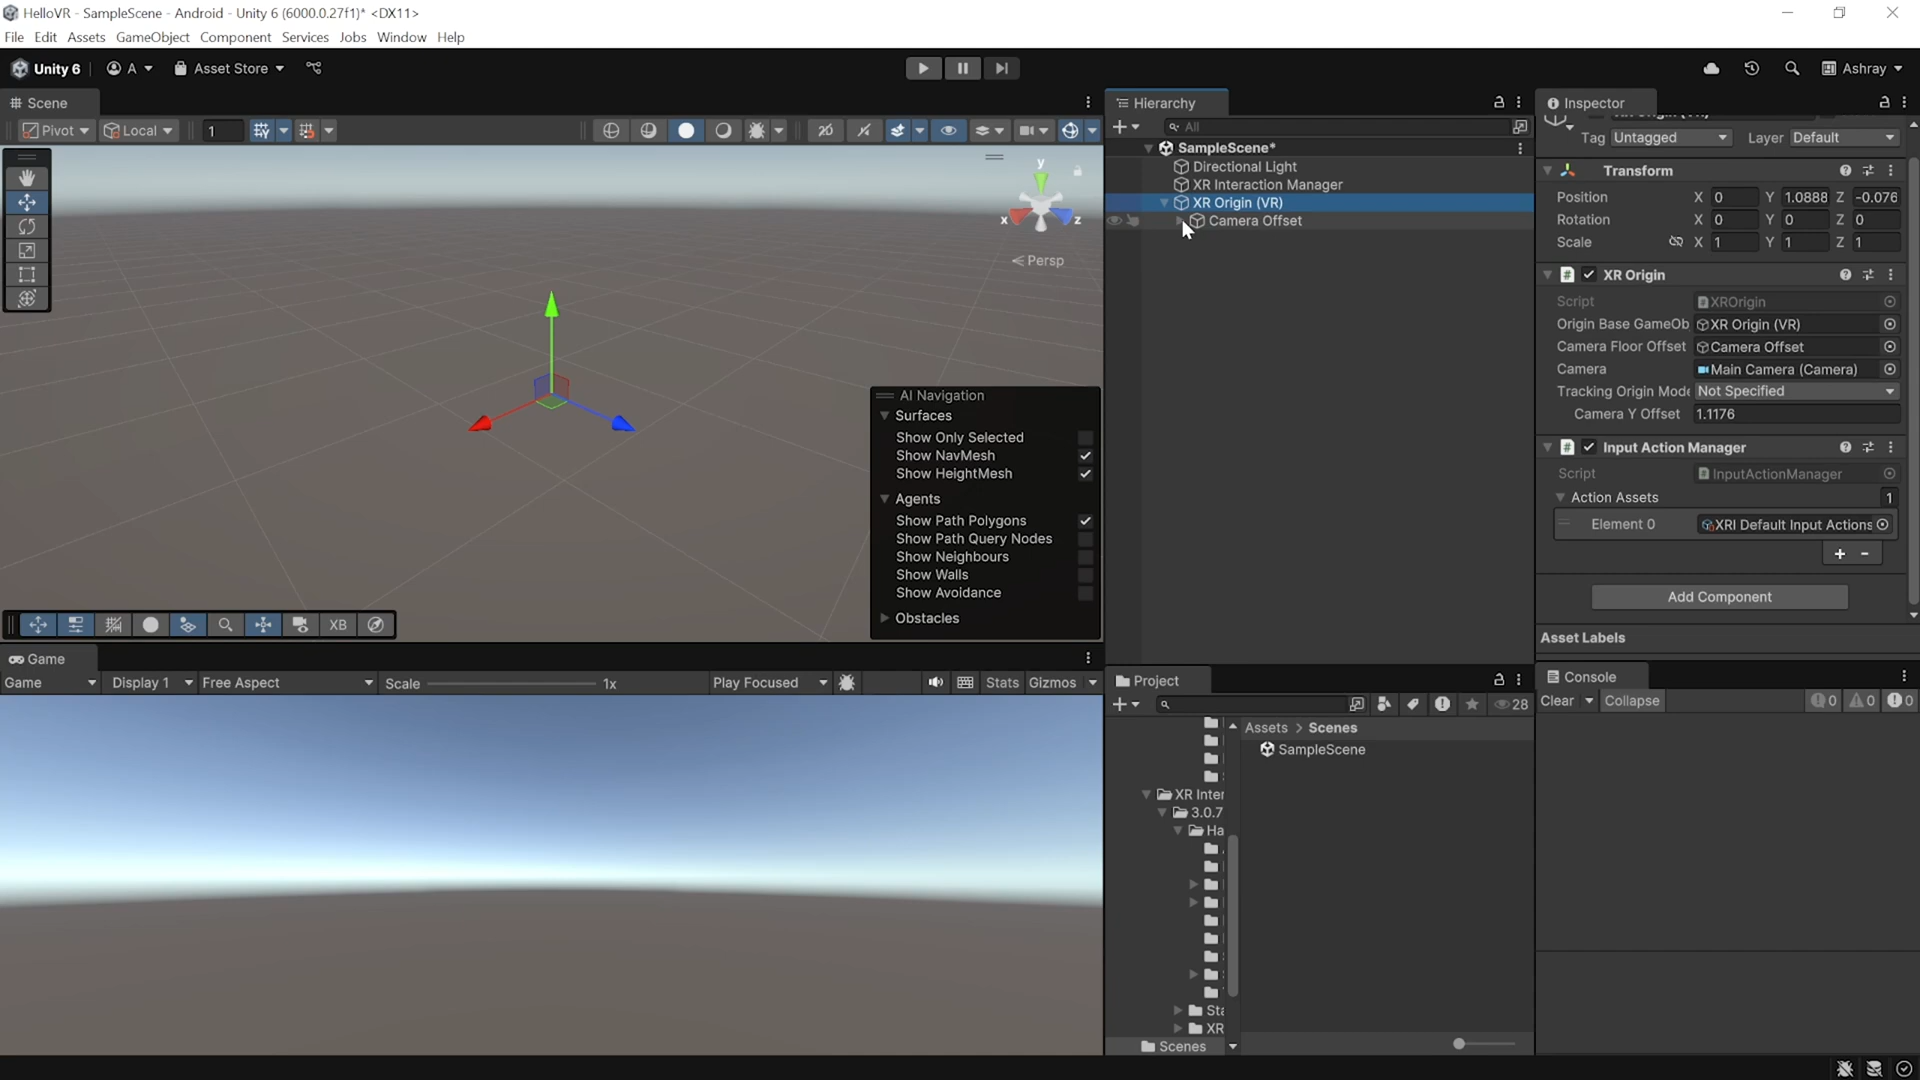 HelloVR - SampleScene - Android - Unity 6 (6000.0.27f1)* <DX11>
File Edit Assets GameObject Component Services Jobs Window Help
Unity 6 A Asset Store Ashray
Scene
Pivot Local 1
y
x z
Persp
AI Navigation
Surfaces
Show Only Selected
Show NavMesh
Show HeightMesh
Agents
Show Path Polygons
Show Path Query Nodes
Show Neighbours
Show Walls
Show Avoidance
Obstacles
XB
Game
Game Display 1 Free Aspect Scale 1x Play Focused Stats Gizmos
Hierarchy
All
SampleScene*
Directional Light
XR Interaction Manager
XR Origin (VR)
Camera Offset
Project
28
Assets > Scenes
SampleScene
XR Inter
3.0.7
Ha
Sta
XR
Scenes
Inspector
Tag Untagged Layer Default
Transform
Position X 0 Y 1.0888 Z -0.076
Rotation X 0 Y 0 Z 0
Scale X 1 Y 1 Z 1
XR Origin
Script XROrigin
Origin Base GameOb XR Origin (VR)
Camera Floor Offset Camera Offset
Camera Main Camera (Camera)
Tracking Origin Mode Not Specified
Camera Y Offset 1.1176
Input Action Manager
Script InputActionManager
Action Assets 1
Element 0 XRI Default Input Actions
+ -
Add Component
Asset Labels
Console
Clear Collapse 0 0 0